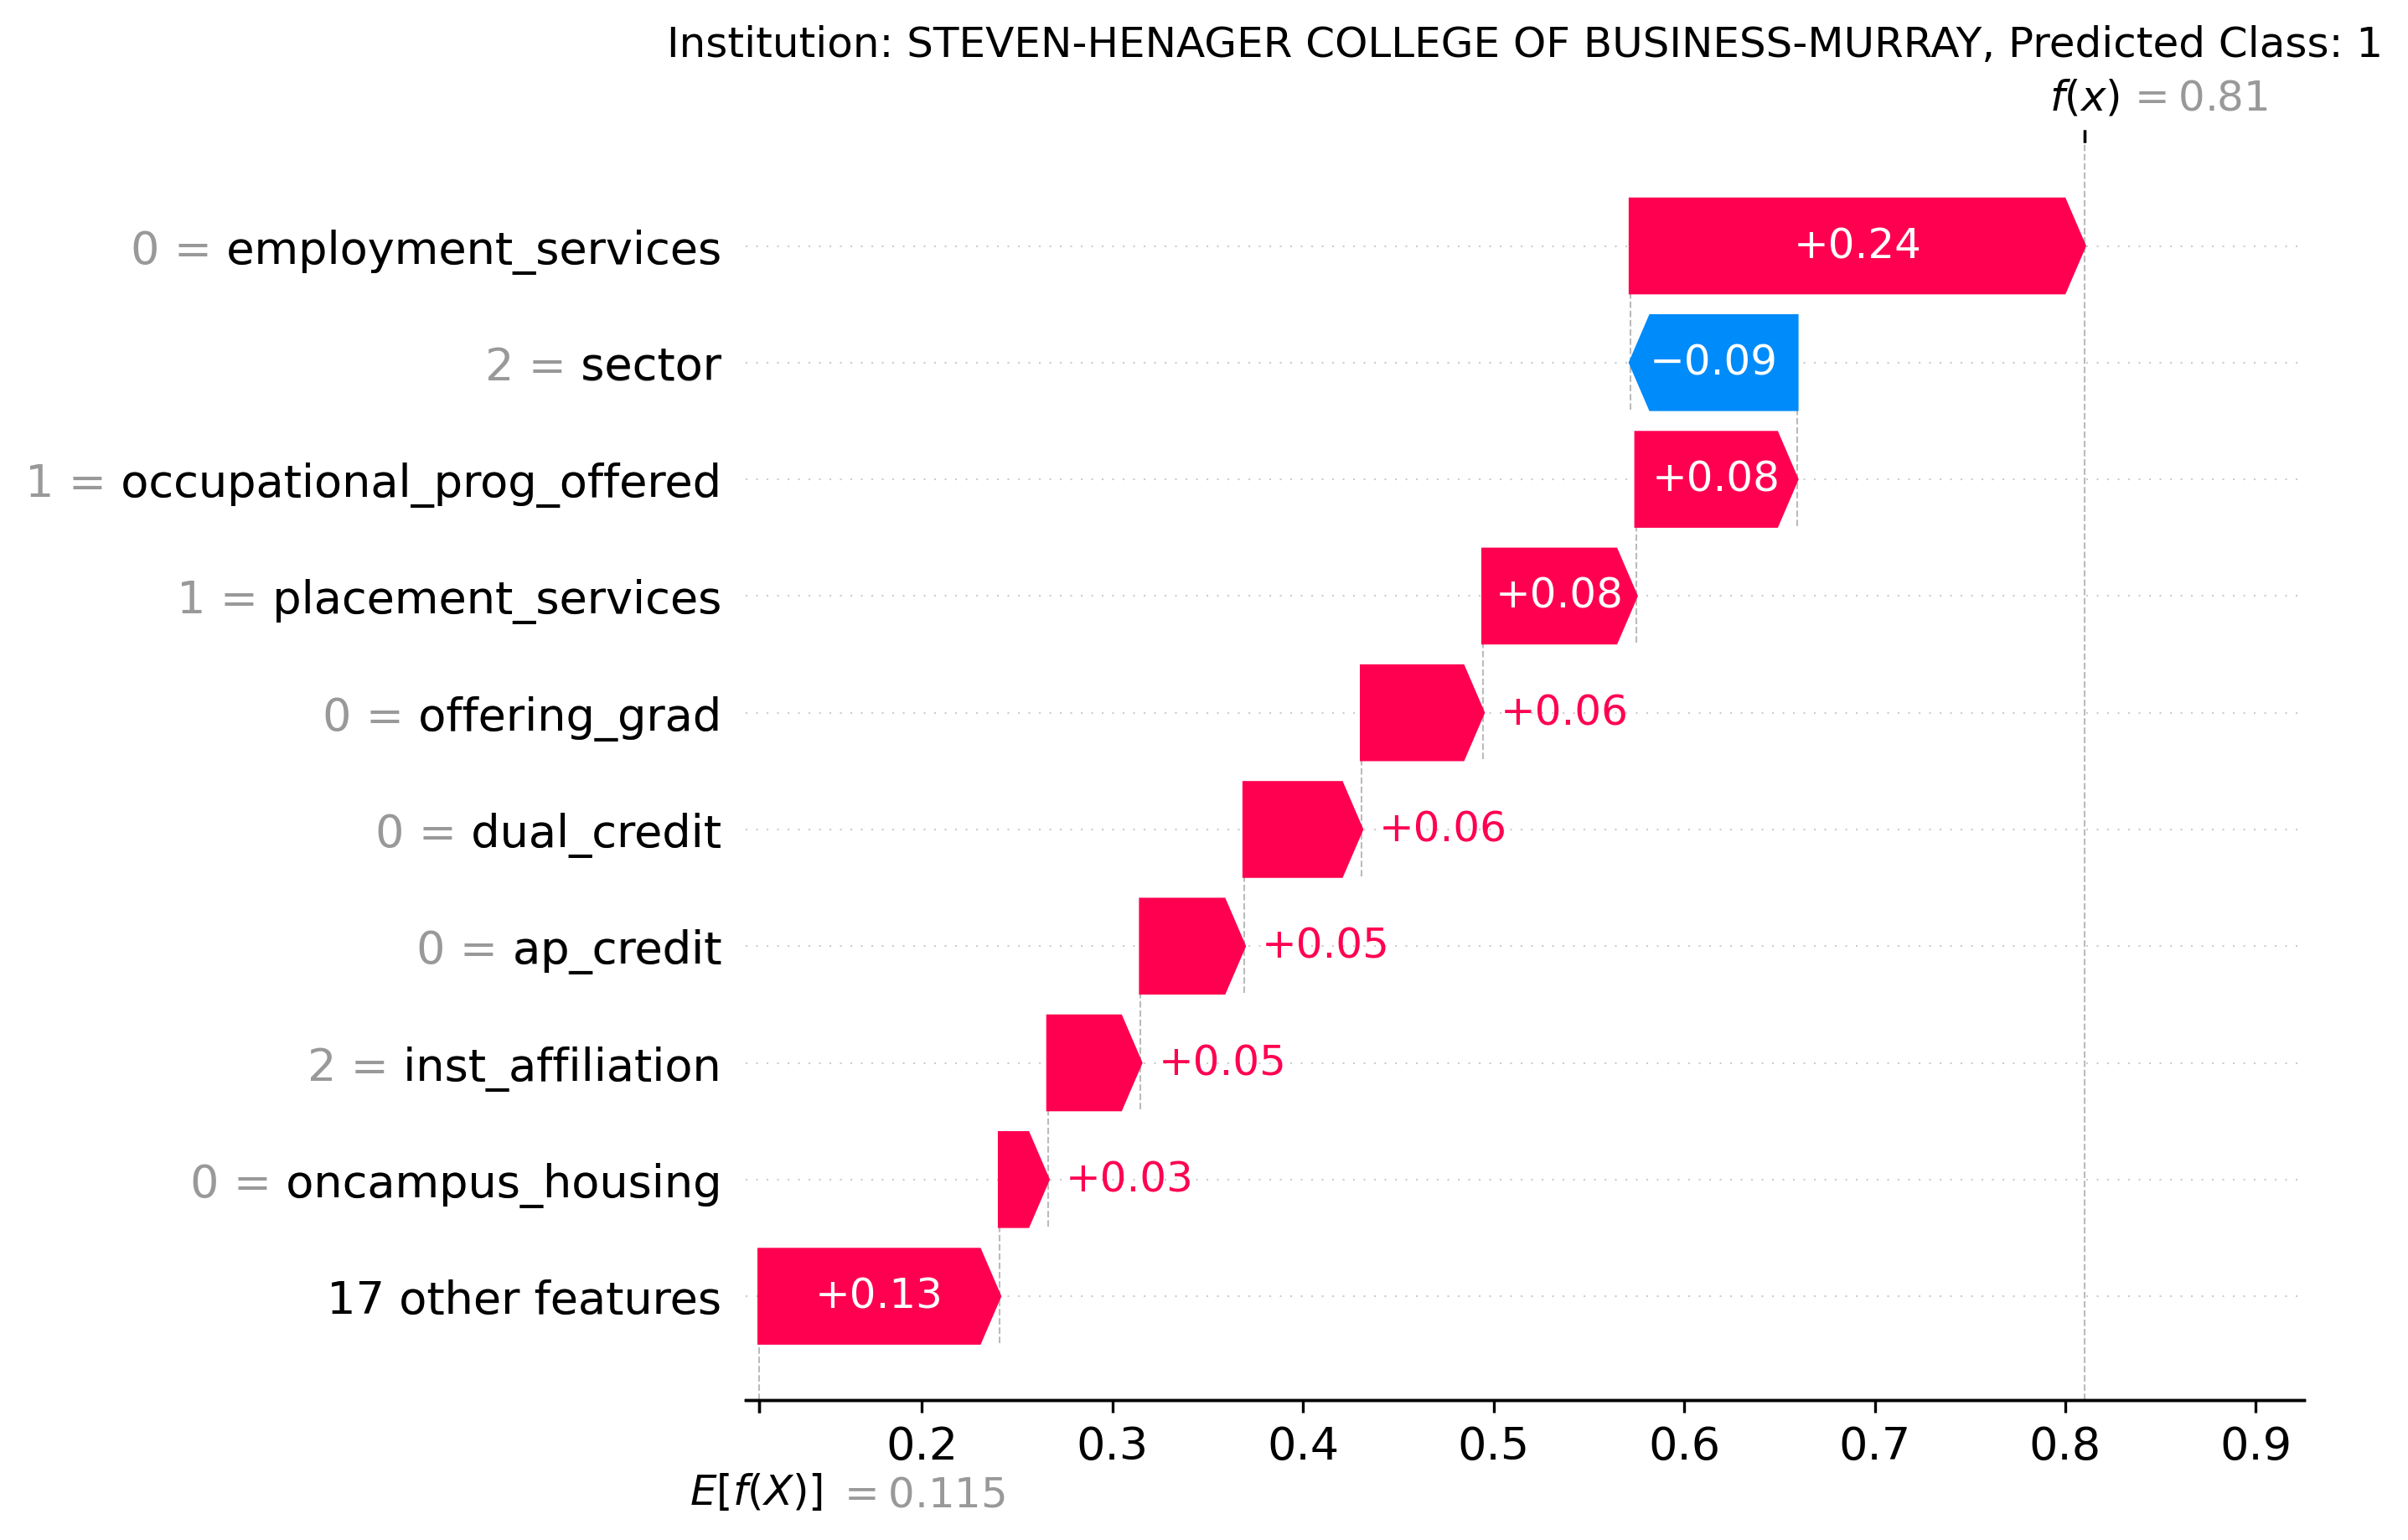 Institution: STEVEN-HENAGER COLLEGE OF BUSINESS-MURRAY, Predicted Class: 1
f(x) = 0.81
0 = employment_services +0.24
2 = sector −0.09
1 = occupational_prog_offered +0.08
1 = placement_services +0.08
0 = offering_grad +0.06
0 = dual_credit +0.06
0 = ap_credit +0.05
2 = inst_affiliation +0.05
0 = oncampus_housing +0.03
17 other features +0.13
0.2 0.3 0.4 0.5 0.6 0.7 0.8 0.9
E[f(X)] = 0.115